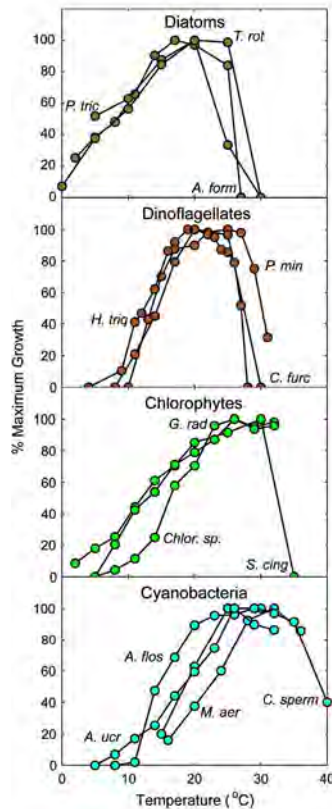 Diatoms
100
80
60
40
20
0
T. rot
P. tric
A. form
Dinoflagellates
100
80
60
40
20
0
P. min
H. triq
C. furc
% Maximum Growth
Chlorophytes
100
80
60
40
20
0
G. rad
Chlor. sp.
S. cing
Cyanobacteria
100
80
60
40
20
0
A. flos
A. ucr
M. aer
C. sperm
0 10 20 30 40
Temperature (°C)